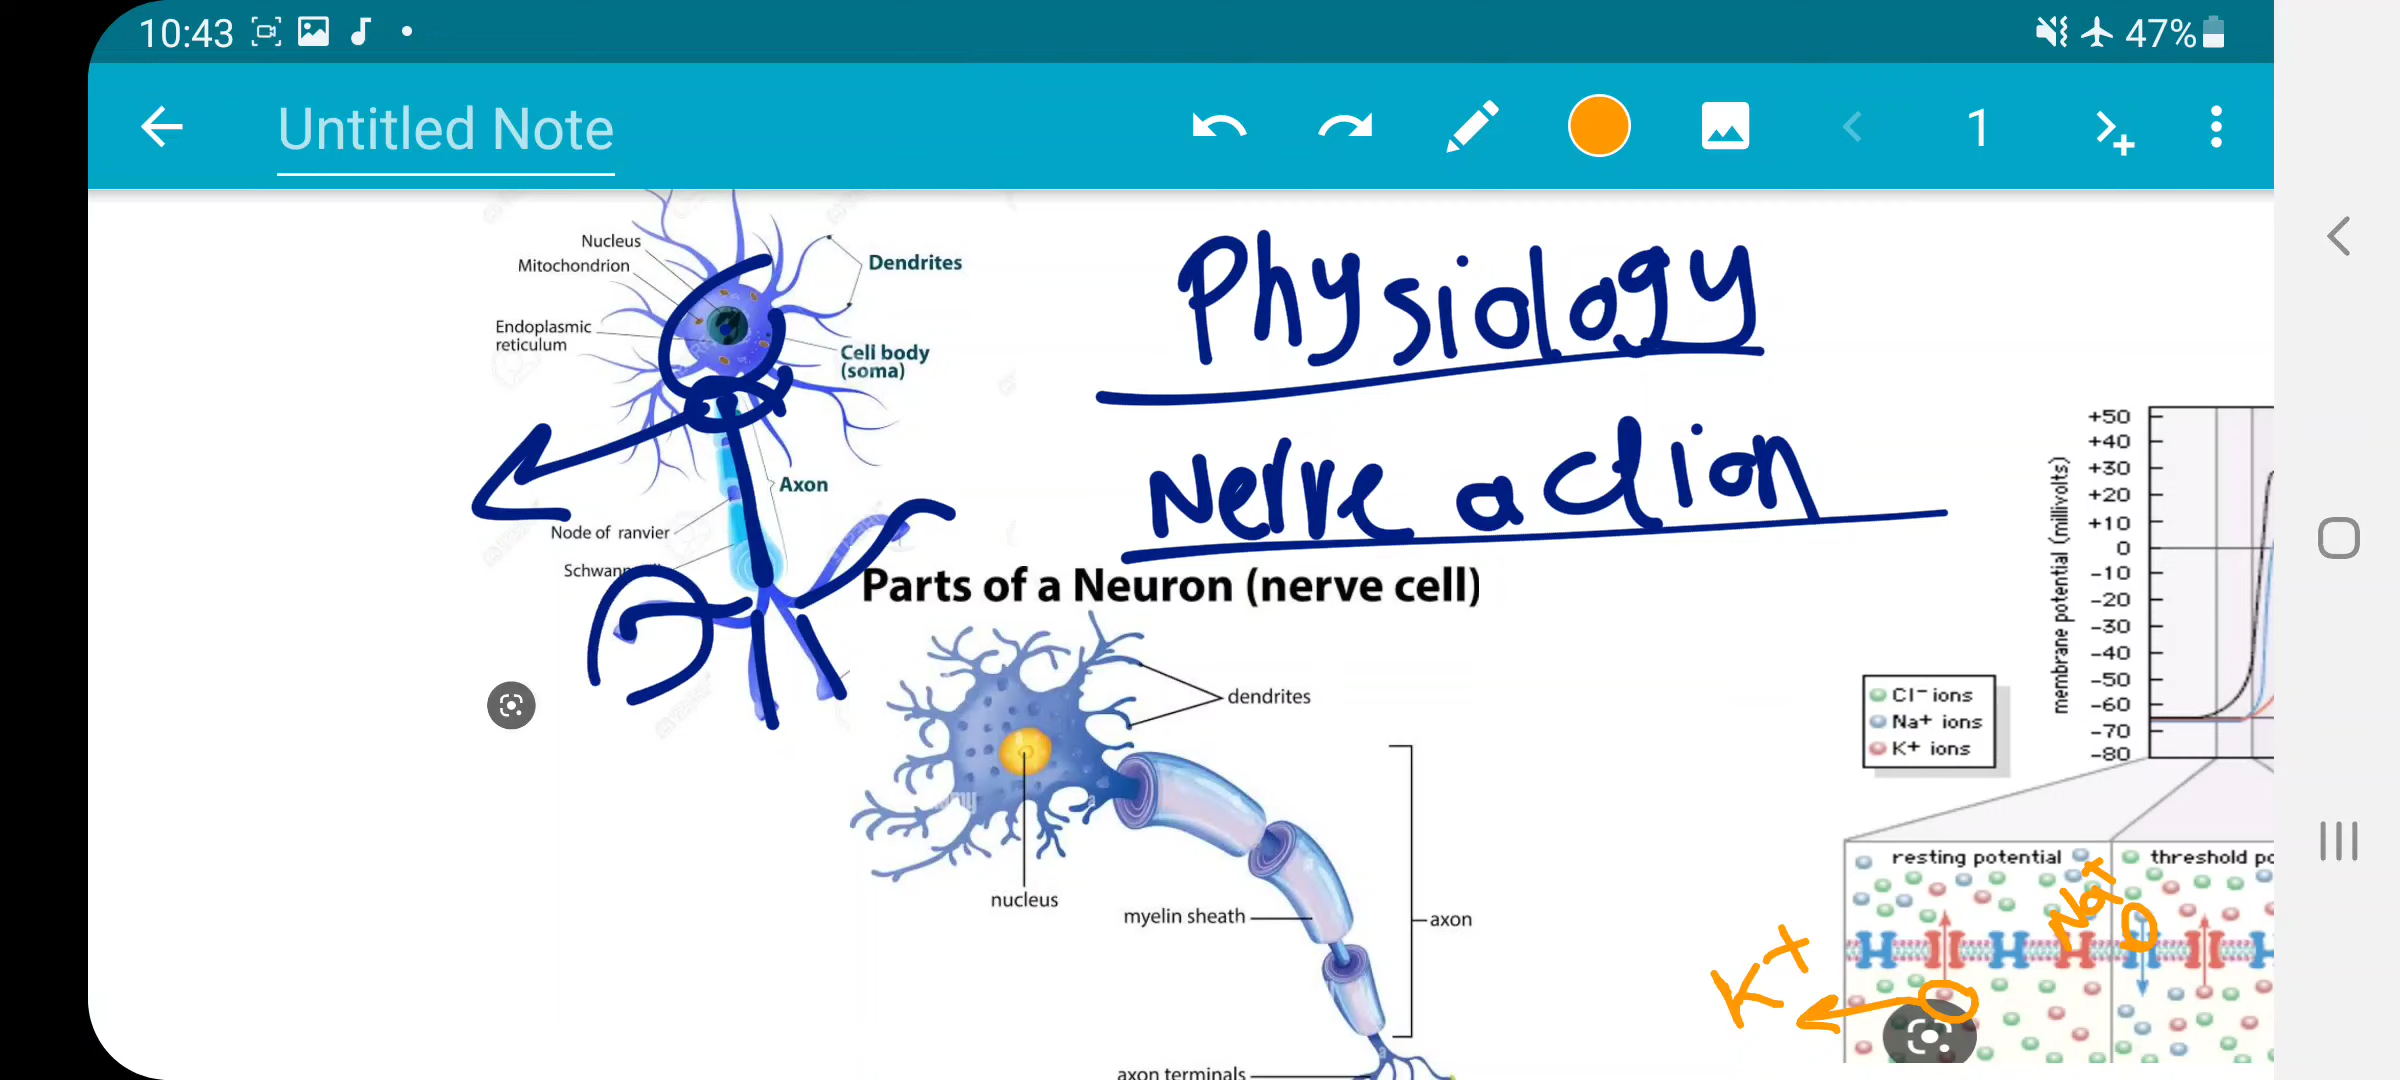 10:43
47%
Untitled Note
1
Nucleus
Mitochondrion
Endoplasmic
reticulum
Dendrites
Cell body
(soma)
Axon
Node of ranvier
Schwann
Physiology
Nerve action
Parts of a Neuron (nerve cell)
dendrites
nucleus
myelin sheath
axon
axon terminals
membrane potential (millivolts)
+50
+40
+30
+20
+10
0
-10
-20
-30
-40
-50
-60
-70
-80
Cl⁻ ions
Na⁺ ions
K⁺ ions
resting potential
threshold po
Na+
K+